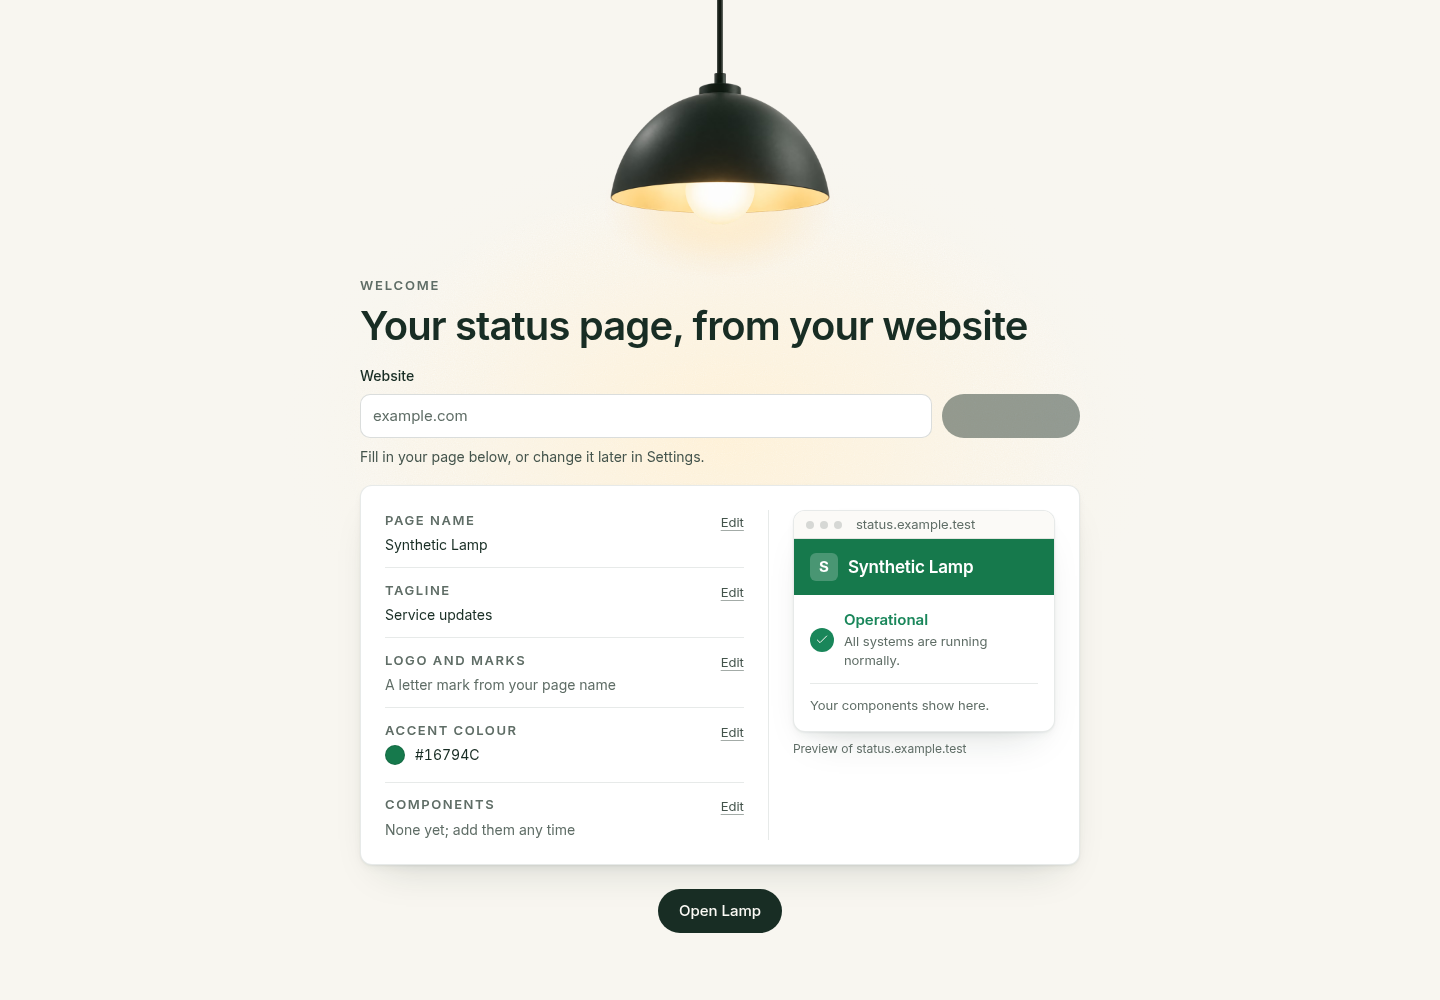 WELCOME
Your status page, from your website
Website
example.com
Fill in your page below, or change it later in Settings.
PAGE NAME
Edit
Synthetic Lamp
TAGLINE
Edit
Service updates
LOGO AND MARKS
Edit
A letter mark from your page name
ACCENT COLOUR
Edit
#16794C
COMPONENTS
Edit
None yet; add them any time
status.example.test
S
Synthetic Lamp
Operational
All systems are running
normally.
Your components show here.
Preview of status.example.test
Open Lamp